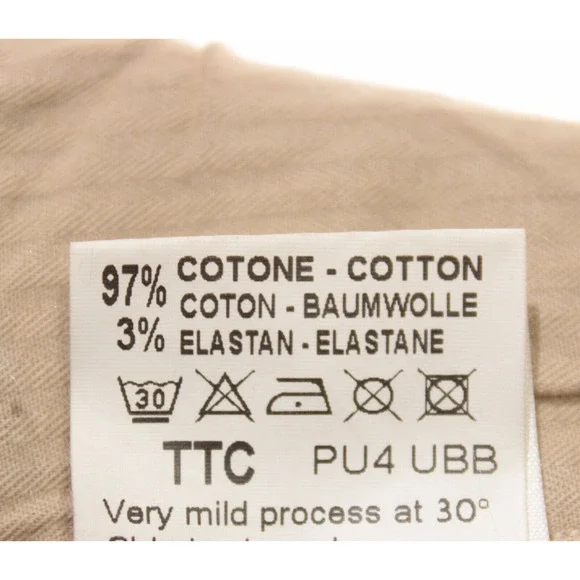 97% COTONE - COTTON
COTON - BAUMWOLLE
3% ELASTAN - ELASTANE
30
TTC PU4 UBB
Very mild process at 30°